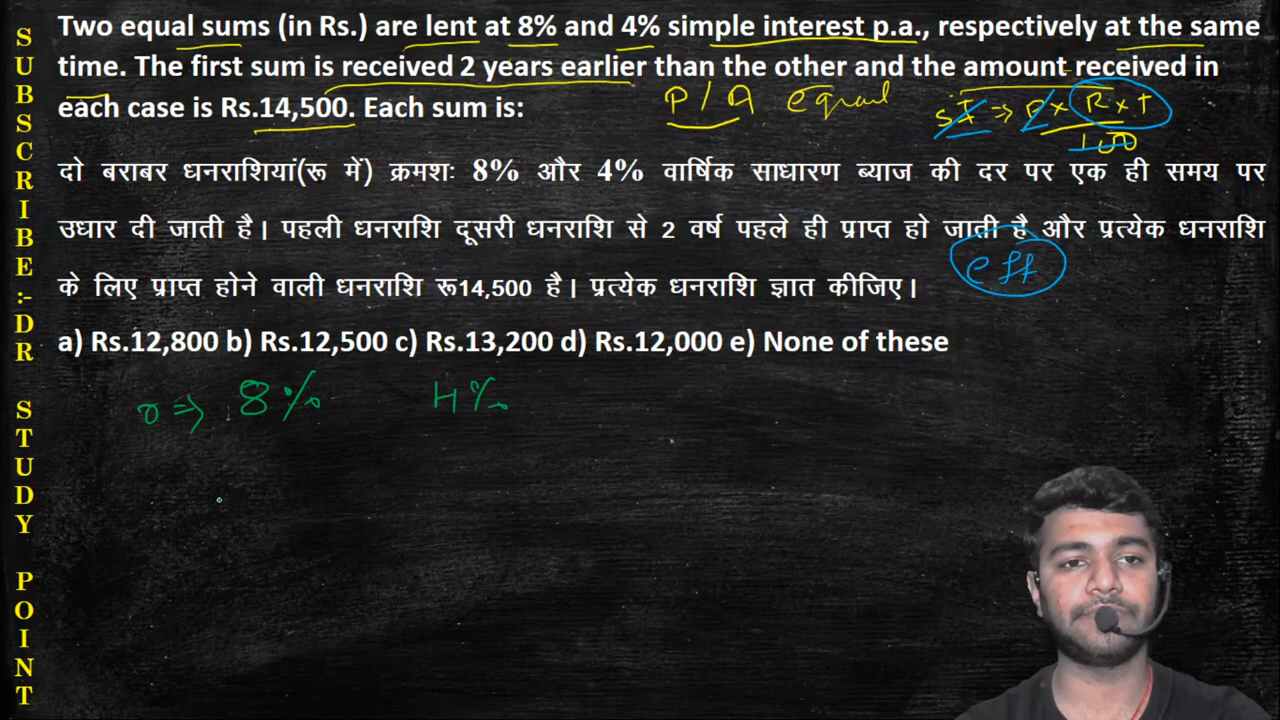 SUBSCRIBE:-DR STUDY POINT
Two equal sums (in Rs.) are lent at 8% and 4% simple interest p.a., respectively at the same
time. The first sum is received 2 years earlier than the other and the amount received in
each case is Rs.14,500. Each sum is:
P/A equal
SI ⇒ P × R × T
100
दो बराबर धनराशियां(रू में) क्रमशः 8% और 4% वार्षिक साधारण ब्याज की दर पर एक ही समय पर
उधार दी जाती है। पहली धनराशि दूसरी धनराशि से 2 वर्ष पहले ही प्राप्त हो जाती है और प्रत्येक धनराशि
के लिए प्राप्त होने वाली धनराशि रू14,500 है। प्रत्येक धनराशि ज्ञात कीजिए।
eff
a) Rs.12,800 b) Rs.12,500 c) Rs.13,200 d) Rs.12,000 e) None of these
r ⇒ 8% 4%